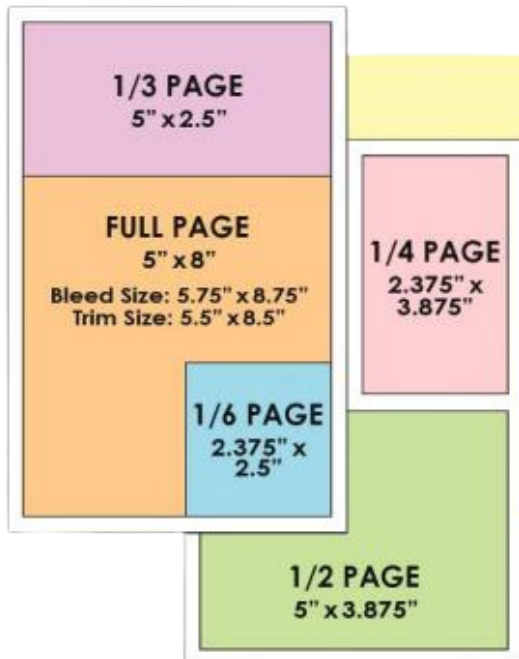 1/3 PAGE
5” x 2.5”
FULL PAGE
5” x 8”
Bleed Size: 5.75” x 8.75”
Trim Size: 5.5” x 8.5”
1/6 PAGE
2.375” x
2.5”
1/4 PAGE
2.375” x
3.875”
1/2 PAGE
5” x 3.875”